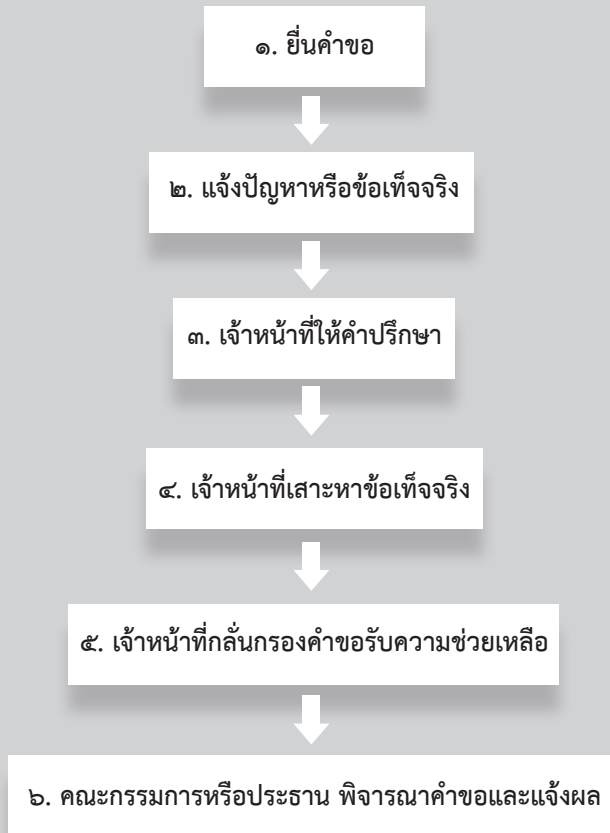 ๑. ยื่นคำขอ
๒. แจ้งปัญหาหรือข้อเท็จจริง
๓. เจ้าหน้าที่ให้คำปรึกษา
๔. เจ้าหน้าที่เสาะหาข้อเท็จจริง
๕. เจ้าหน้าที่กลั่นกรองคำขอรับความช่วยเหลือ
๖. คณะกรรมการหรือประธาน พิจารณาคำขอและแจ้งผล